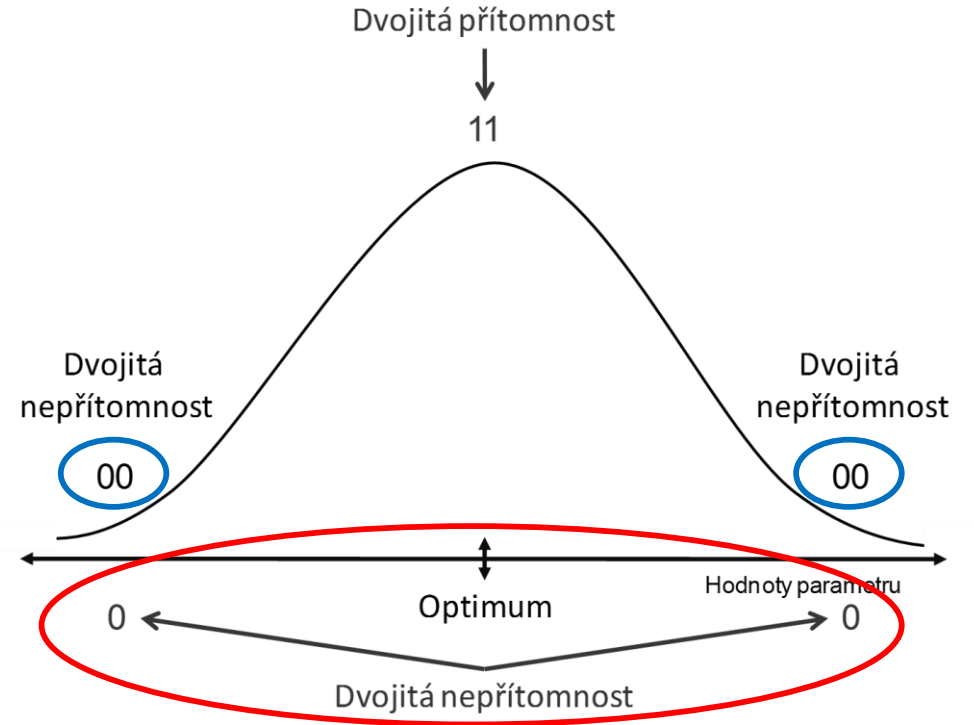 Dvojitá přítomnost
11
Dvojitá
nepřítomnost
00
Dvojitá
nepřítomnost
00
Hodnoty parametru
Optimum
0
0
Dvojitá nepřítomnost